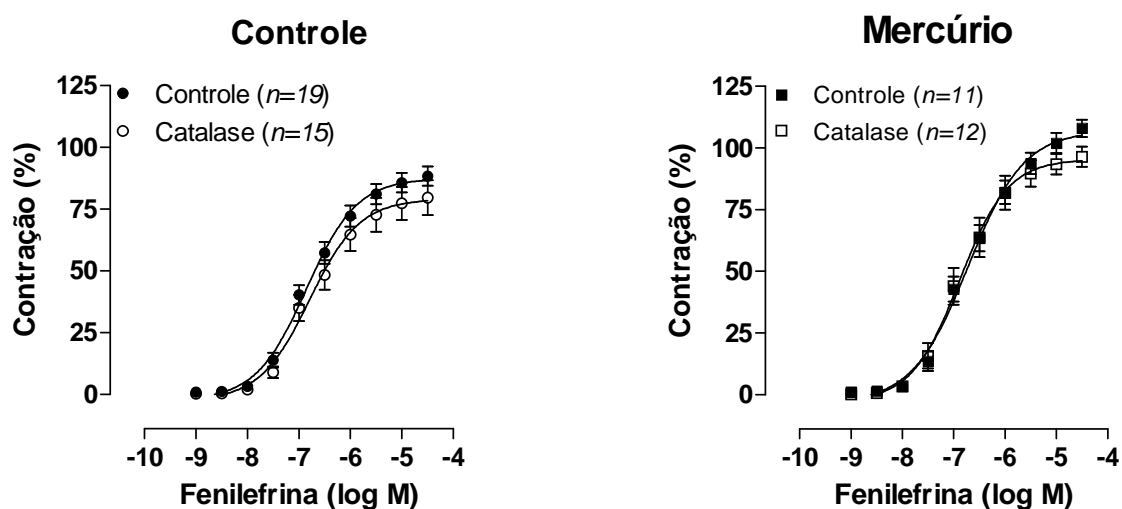 Controle
Controle (n=19)
Catalase (n=15)
Contração (%)
125
100
75
50
25
0
-10 -9 -8 -7 -6 -5 -4
Fenilefrina (log M)
Mercúrio
Controle (n=11)
Catalase (n=12)
Contração (%)
125
100
75
50
25
0
-10 -9 -8 -7 -6 -5 -4
Fenilefrina (log M)